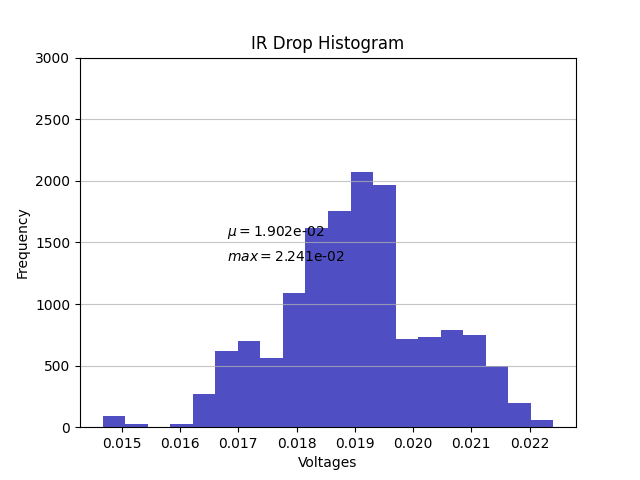 IR Drop Histogram
3000
2500
2000
1500
1000
500
0
Frequency
μ = 1.902e-02
max = 2.241e-02
0.015 0.016 0.017 0.018 0.019 0.020 0.021 0.022
Voltages